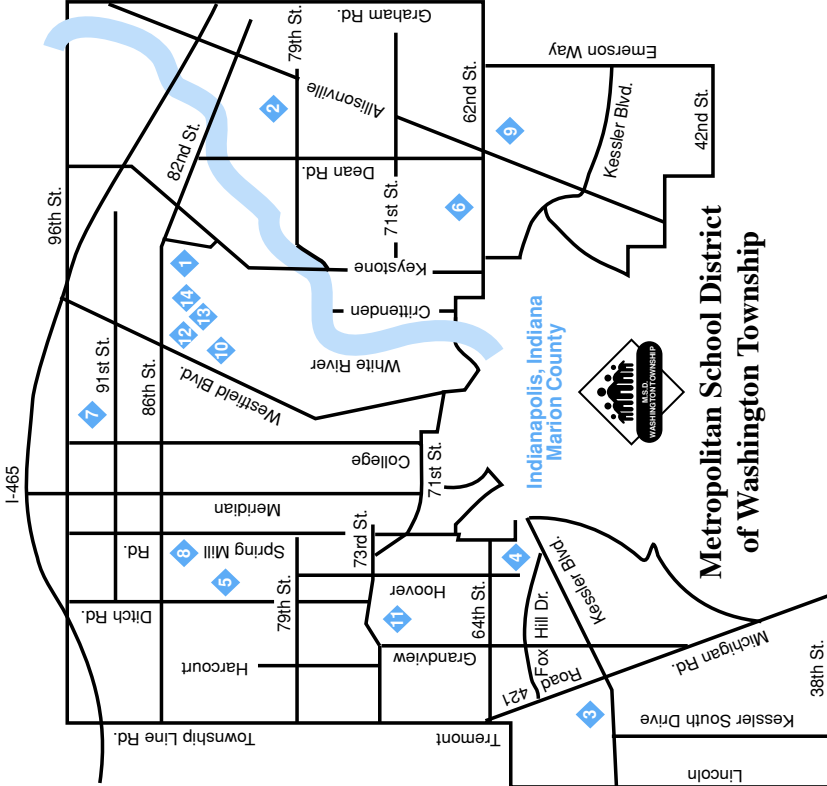 I-465
96th St.
91st St.
86th St.
82nd St.
79th St.
Graham Rd.
Allisonville
62nd St.
Emerson Way
Kessler Blvd.
42nd St.
Dean Rd.
71st St.
Keystone
Crittenden
White River
Westfield Blvd.
College
71st St.
Meridian
Spring Mill
Rd.
73rd St.
Ditch Rd.
79th St.
Hoover
64th St.
Harcourt
Grandview
Fox Hill Dr.
Kessler Blvd.
Michigan Rd.
Road
421
Township Line Rd.
Tremont
Kessler South Drive
38th St.
Lincoln
1
2
3
4
5
6
7
8
9
10
11
12
13
14
Indianapolis, Indiana
Marion County
M.S.D.
WASHINGTON TOWNSHIP
Metropolitan School District
of Washington Township